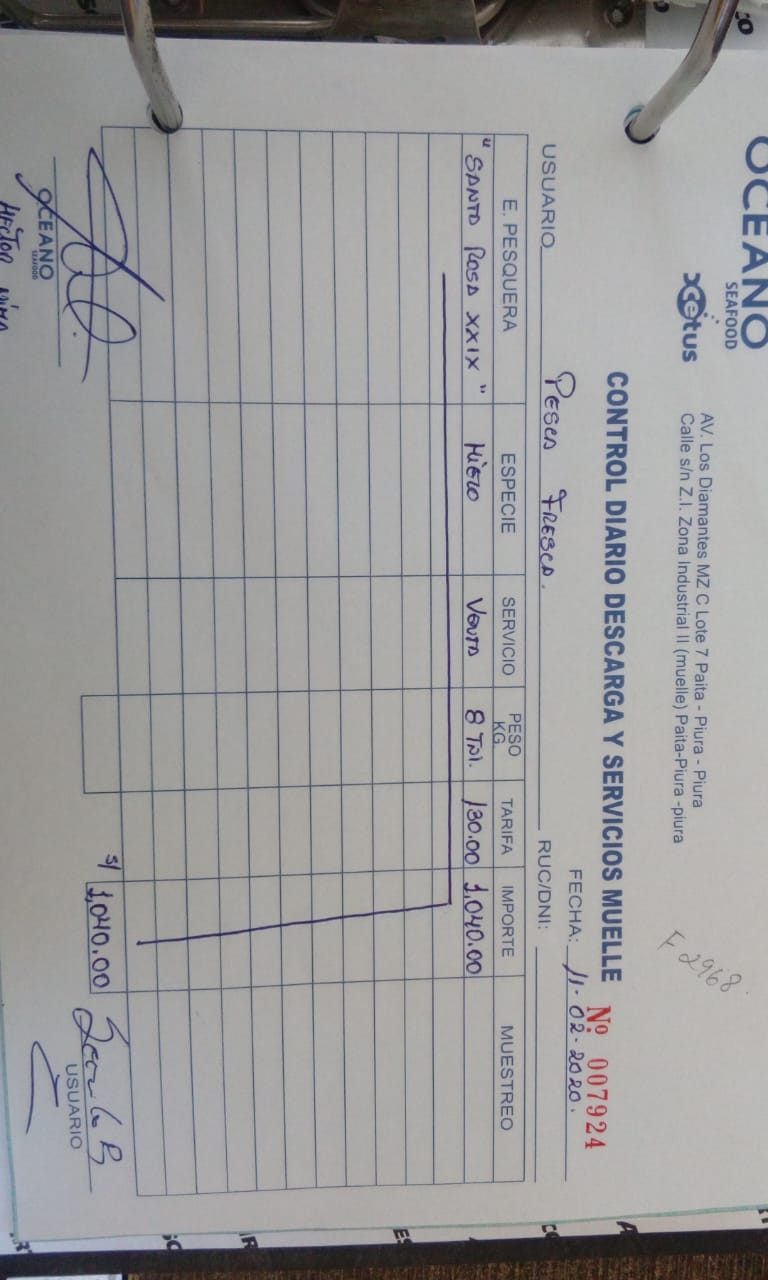 OCEANO
SEAFOOD
xcetus
AV. Los Diamantes MZ C Lote 7 Paita - Piura - Piura
Calle s/n Z.I. Zona Industrial II (muelle) Paita-Piura -piura
F 2968.
CONTROL DIARIO DESCARGA Y SERVICIOS MUELLE Nº 007924
FECHA: 11-02-2020.
USUARIO PESCA FRESCA. RUC/DNI:
E. PESQUERA ESPECIE SERVICIO PESO KG TARIFA IMPORTE MUESTREO
"SANTA ROSA XXIX" HIELO VENTA 8 TN. 130.00 1,040.00
S/ 1,040.00
OCEANO
SEAFOOD
USUARIO
HECTOR